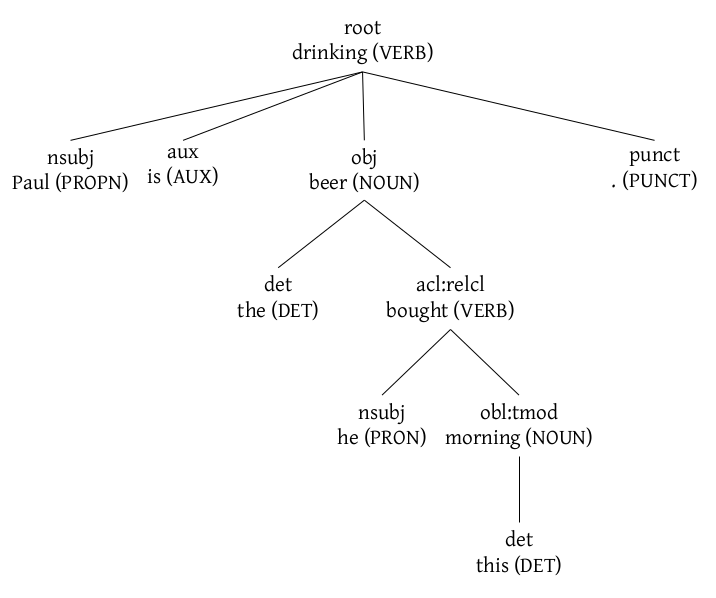 root
drinking (VERB)
nsubj
Paul (PROPN)
aux
is (AUX)
obj
beer (NOUN)
punct
. (PUNCT)
det
the (DET)
acl:relcl
bought (VERB)
nsubj
he (PRON)
obl:tmod
morning (NOUN)
det
this (DET)